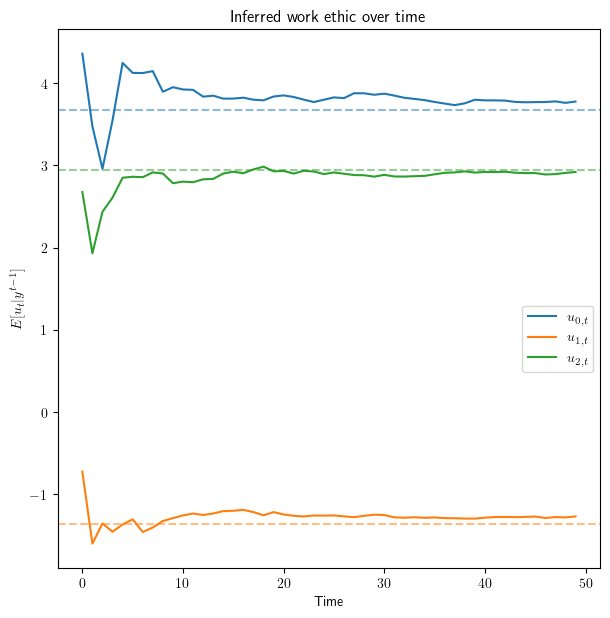 Inferred work ethic over time
E[u_t|y^{t−1}]
4
3
2
1
0
−1
0 10 20 30 40 50
Time
u_{0,t}
u_{1,t}
u_{2,t}